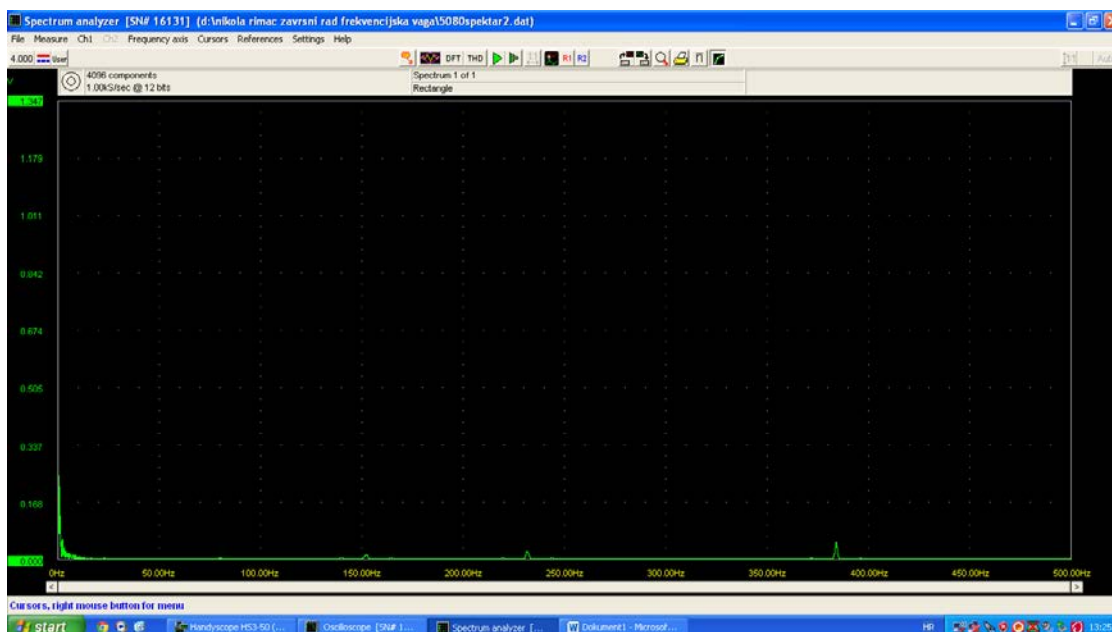 Spectrum analyzer [SN# 16131] (d:\nikola rimac zavrsni rad frekvencijska vaga\5080spektar2.dat)
File Measure Ch1 Ch2 Frequency axis Cursors References Settings Help
4.000 User DFT THD R1 R2
4096 components
1.00kS/sec @ 12 bits
Spectrum 1 of 1
Rectangle
1.347
1.179
1.011
0.842
0.674
0.505
0.337
0.168
0.000
0Hz 50.00Hz 100.00Hz 150.00Hz 200.00Hz 250.00Hz 300.00Hz 350.00Hz 400.00Hz 450.00Hz 500.00Hz
Cursors, right mouse button for menu
start Handyscope HS3-50 (... Oscilloscope [SN# 1... Spectrum analyzer [... Dokument1 - Microsof... HR 13:25